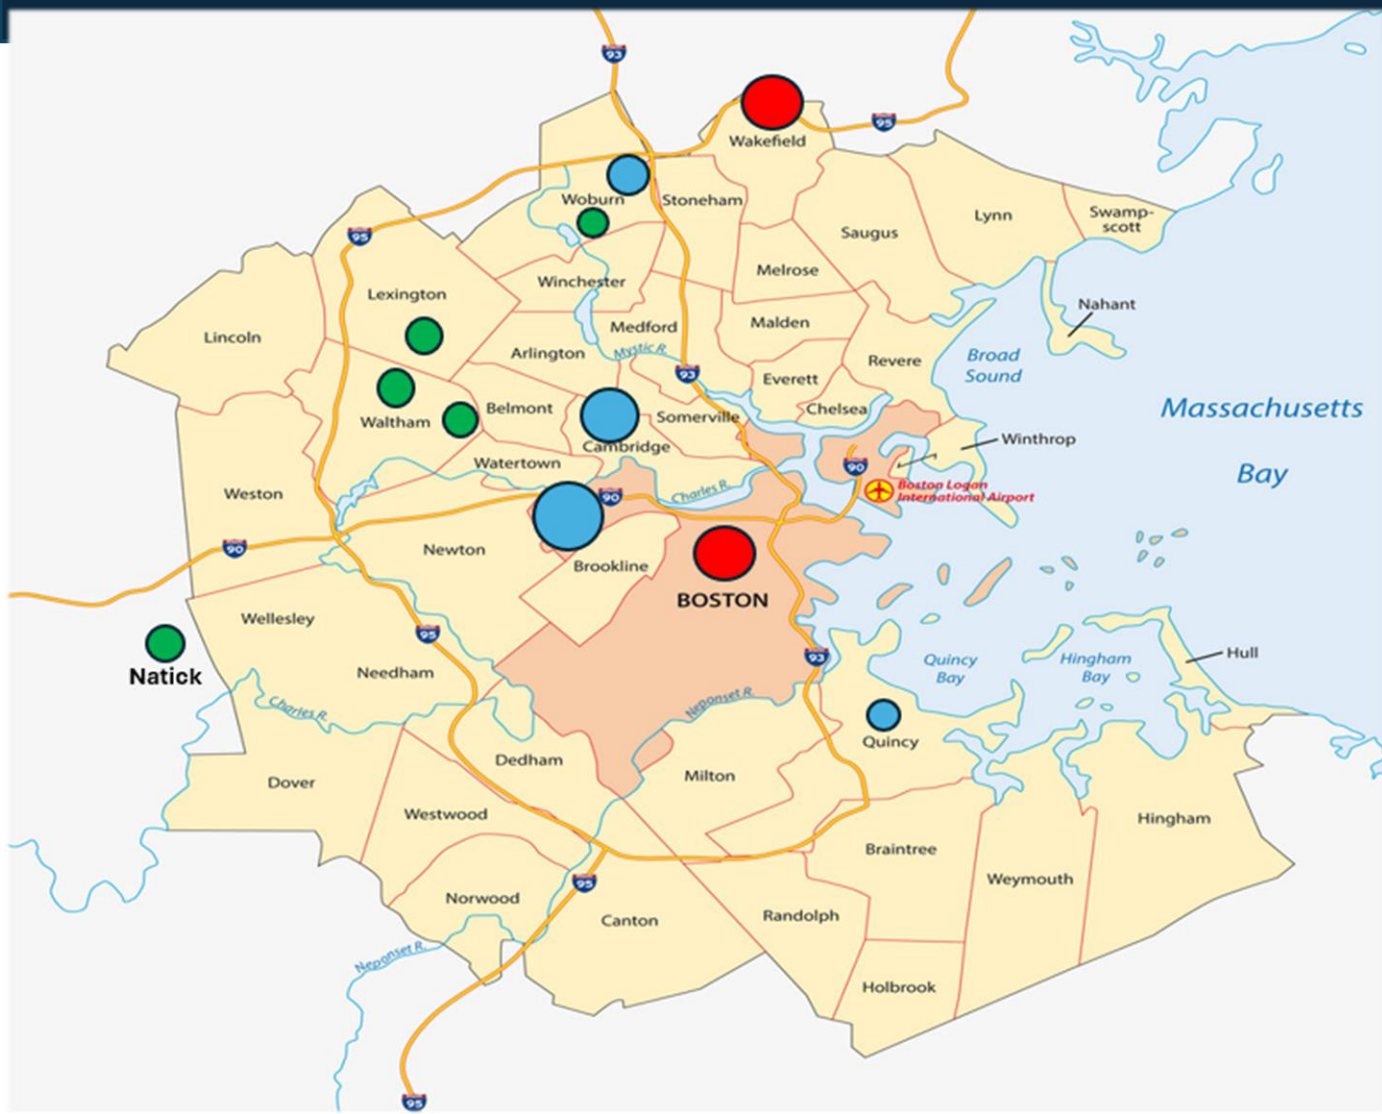 93
95
Wakefield
Woburn
Stoneham
Lynn
Swamp-
scott
95
Saugus
Melrose
Winchester
Lexington
Nahant
Malden
Medford
Lincoln
Mystic R.
Arlington
Revere
Broad
Sound
93
Everett
Belmont
Chelsea
Massachusetts
Somerville
Waltham
Winthrop
Cambridge
Watertown
90
Bay
Charles R.
Boston Logan
International Airport
Weston
90
90
Newton
Brookline
BOSTON
Wellesley
95
Hull
93
Quincy
Bay
Hingham
Bay
Needham
Natick
Neponset R.
Charles R.
Quincy
Dedham
Milton
Dover
Westwood
Hingham
Braintree
Weymouth
95
Norwood
Randolph
Canton
Neponset R.
Holbrook
95